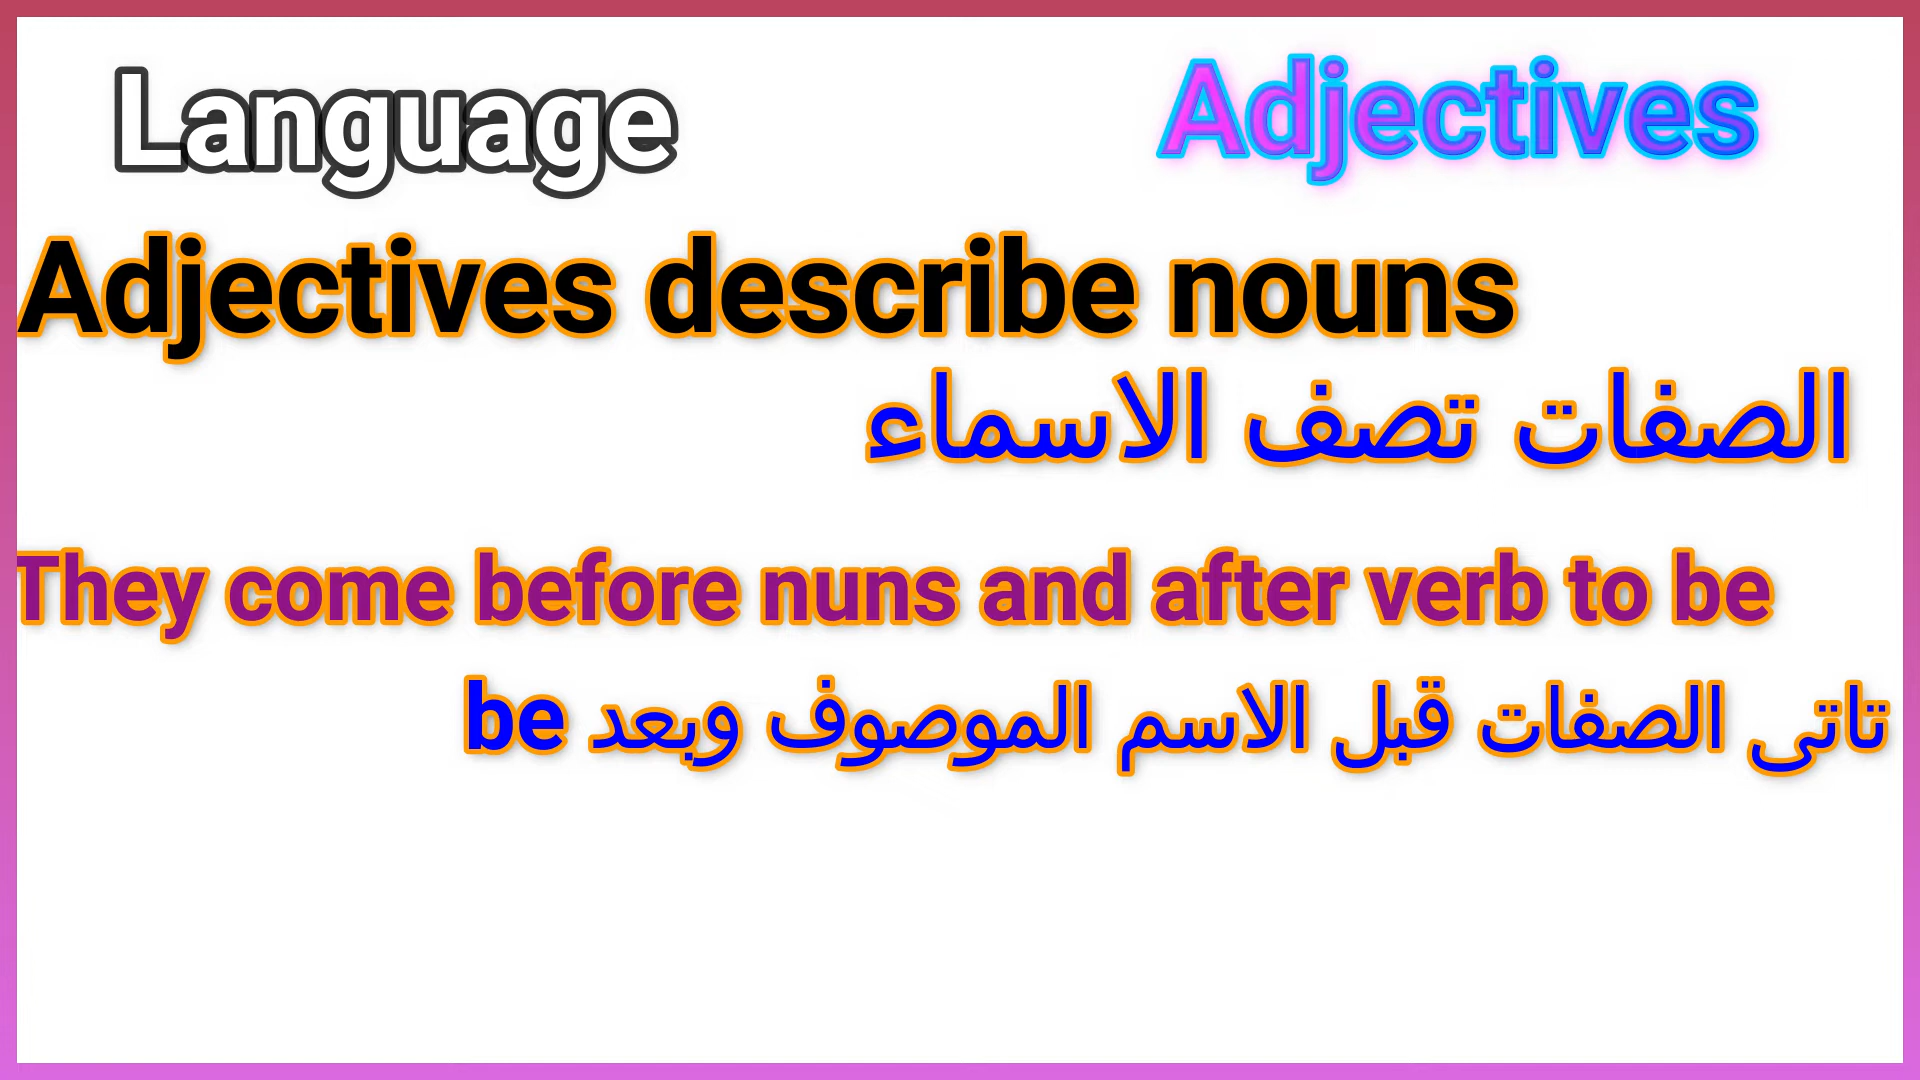 Language
Adjectives
Adjectives describe nouns
الصفات تصف الاسماء
They come before nuns and after verb to be
تاتى الصفات قبل الاسم الموصوف وبعد be